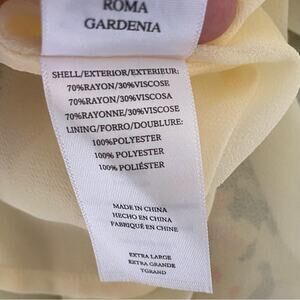 ROMA
GARDENIA
SHELL/EXTERIOR/EXTERIEUR:
70%RAYON/30%VISCOSE
70%RAYON/30%VISCOSA
70%RAYONNE/30%VISCOSE
LINING/FORRO/DOUBLURE:
100%POLYESTER
100% POLYESTER
100% POLIÉSTER
MADE IN CHINA
HECHO EN CHINA
FABRIQUÉ EN CHINE
EXTRA LARGE
EXTRA GRANDE
TGRAND